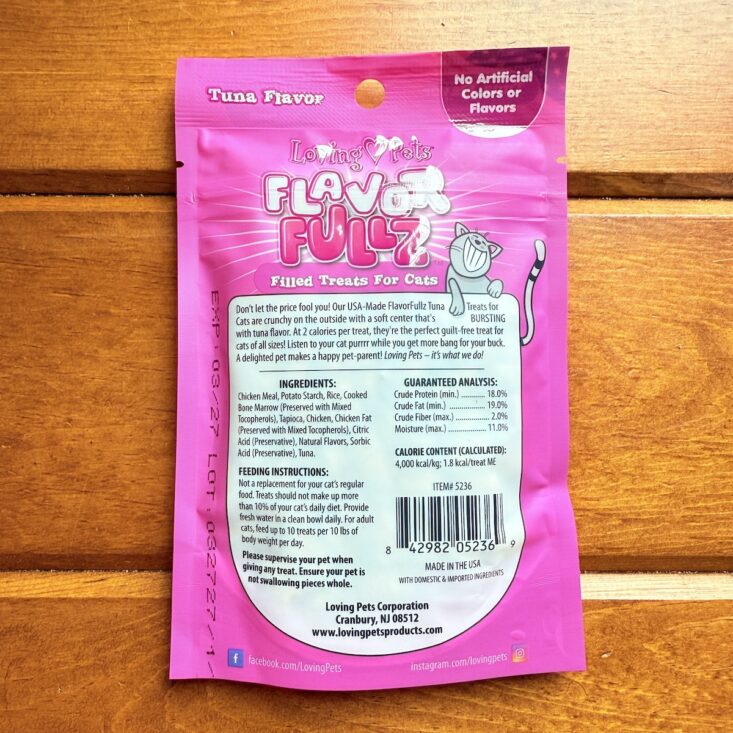 Tuna Flavor
No Artificial
Colors or
Flavors
Loving Pets
FLAVOR
FULLZ
Filled Treats For Cats
Don't let the price fool you! Our USA-Made FlavorFullz Tuna Treats for
Cats are crunchy on the outside with a soft center that's BURSTING
with tuna flavor. At 2 calories per treat, they're the perfect guilt-free treat for
cats of all sizes! Listen to your cat purrrr while you get more bang for your buck.
A delighted pet makes a happy pet-parent! Loving Pets – it's what we do!
INGREDIENTS:
Chicken Meal, Potato Starch, Rice, Cooked
Bone Marrow (Preserved with Mixed
Tocopherols), Tapioca, Chicken, Chicken Fat
(Preserved with Mixed Tocopherols), Citric
Acid (Preservative), Natural Flavors, Sorbic
Acid (Preservative), Tuna.
FEEDING INSTRUCTIONS:
Not a replacement for your cat's regular
food. Treats should not make up more
than 10% of your cat's daily diet. Provide
fresh water in a clean bowl daily. For adult
cats, feed up to 10 treats per 10 lbs of
body weight per day.
Please supervise your pet when
giving any treat. Ensure your pet is
not swallowing pieces whole.
GUARANTEED ANALYSIS:
Crude Protein (min.) ............. 18.0%
Crude Fat (min.) ................... 19.0%
Crude Fiber (max.) ................ 2.0%
Moisture (max.) ................... 11.0%
CALORIE CONTENT (CALCULATED):
4,000 kcal/kg; 1.8 kcal/treat ME
ITEM# 5236
8 42982 05236 9
MADE IN THE USA
WITH DOMESTIC & IMPORTED INGREDIENTS
Loving Pets Corporation
Cranbury, NJ 08512
www.lovingpetsproducts.com
facebook.com/LovingPets
instagram.com/lovingpets
EXP: 03/27 LOT: 032727/1/